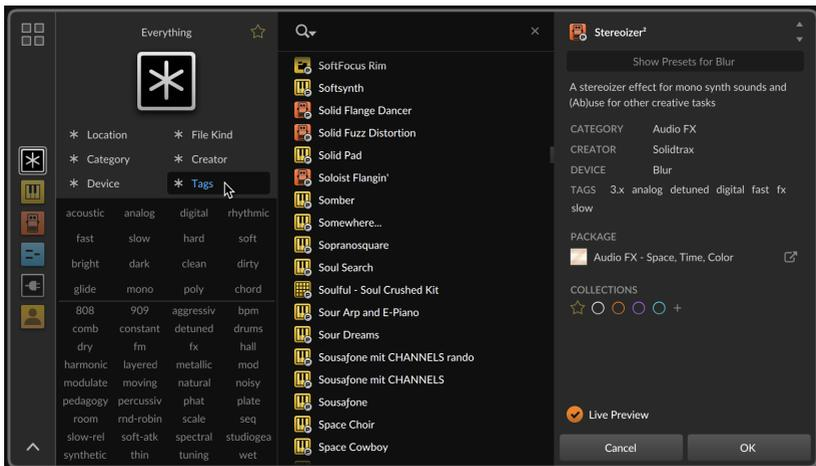 Everything
Location
File Kind
Category
Creator
Device
Tags
acoustic analog digital rhythmic
fast slow hard soft
bright dark clean dirty
glide mono poly chord
808 909 aggressiv bpm
comb constant detuned drums
dry fm fx hall
harmonic layered metallic mod
modulate moving natural noisy
pedagogy percussiv phat plate
room rnd-robin scale seq
slow-rel soft-atk spectral studiogea
synthetic thin tuning wet
SoftFocus Rim
Softsynth
Solid Flange Dancer
Solid Fuzz Distortion
Solid Pad
Soloist Flangin'
Somber
Somewhere...
Sopranosquare
Soul Search
Soulful - Soul Crushed Kit
Sour Arp and E-Piano
Sour Dreams
Sousafone mit CHANNELS rando
Sousafone mit CHANNELS
Sousafone
Space Choir
Space Cowboy
Stereoizer²
Show Presets for Blur
A stereoizer effect for mono synth sounds and
(Ab)use for other creative tasks
CATEGORY Audio FX
CREATOR Solidtrax
DEVICE Blur
TAGS 3.x analog detuned digital fast fx
slow
PACKAGE
Audio FX - Space, Time, Color
COLLECTIONS
Live Preview
Cancel
OK